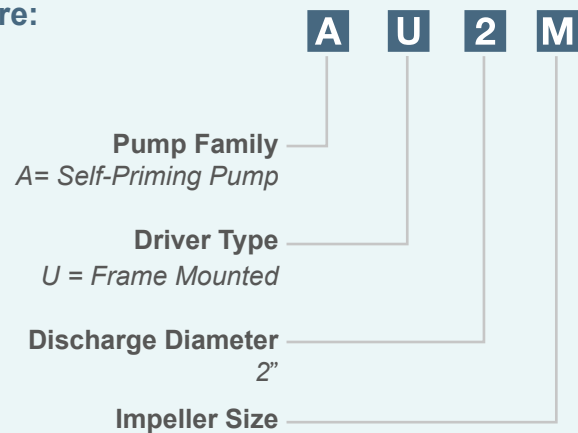 re:
A U 2 M
Pump Family
A= Self-Priming Pump
Driver Type
U = Frame Mounted
Discharge Diameter
2”
Impeller Size